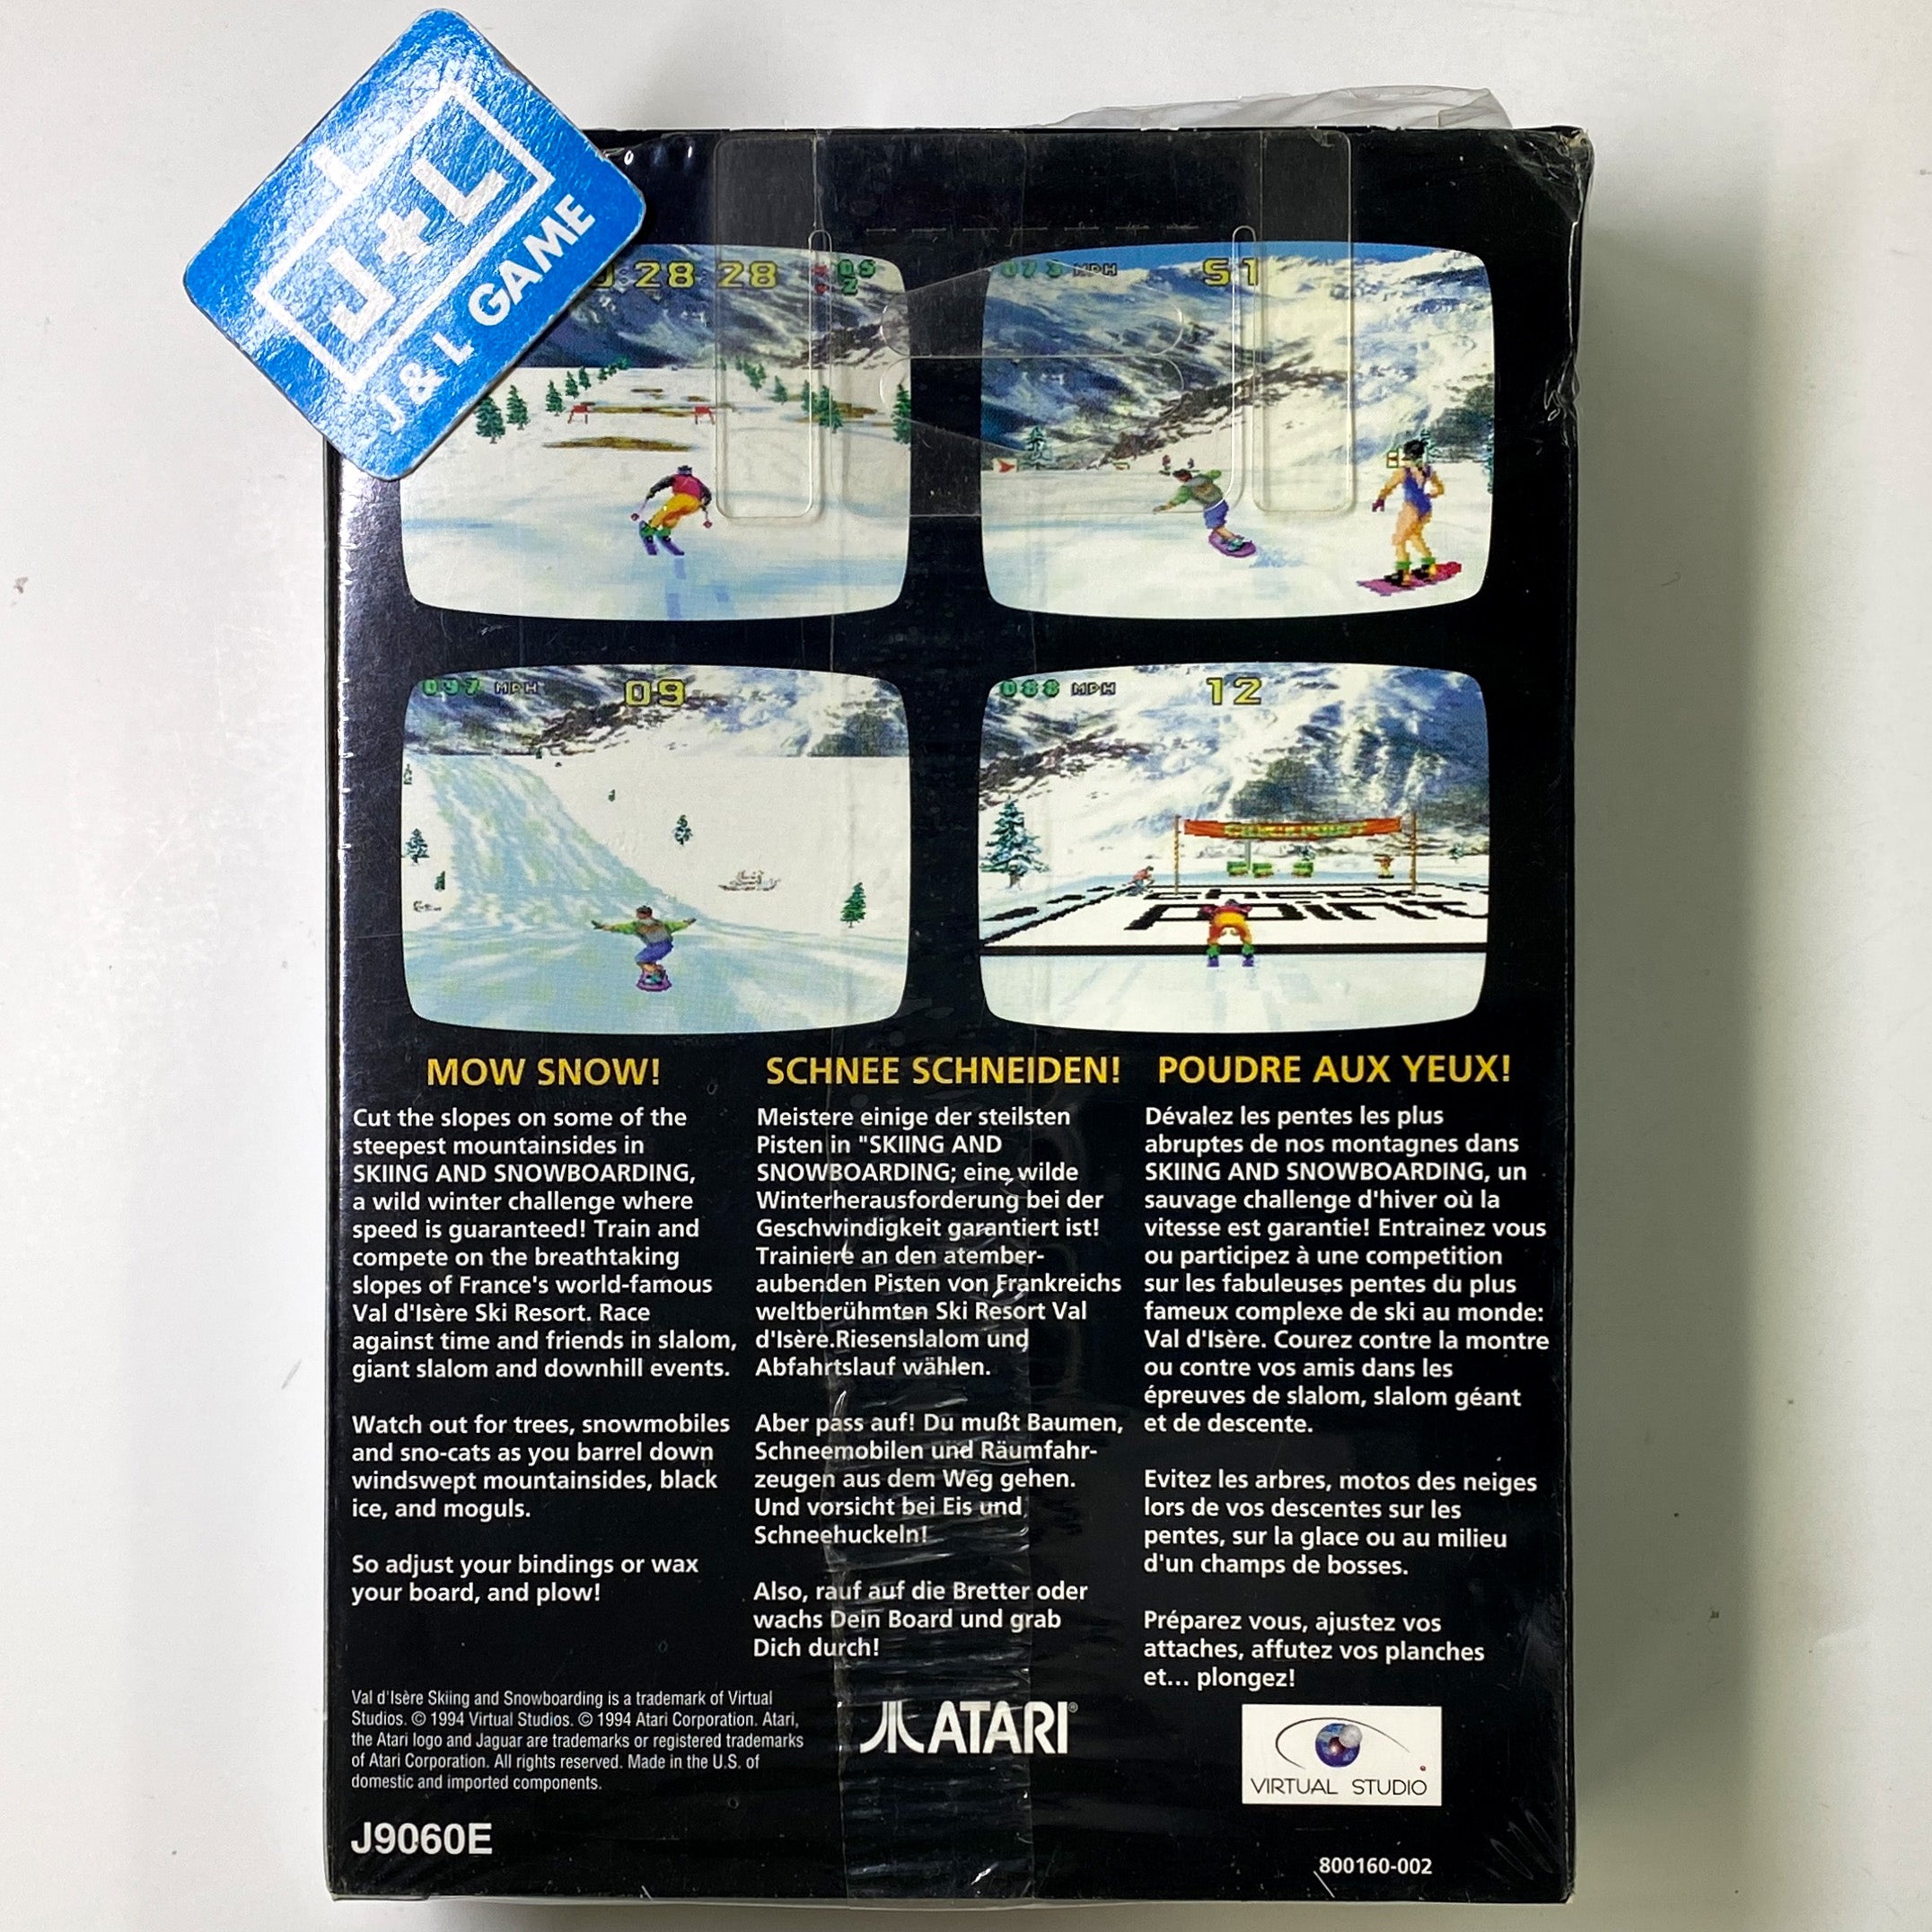 J+L
J & L GAME
:28:28
05
2
073 MPH
51
097 MPH
09
088 MPH
12
check
point
MOW SNOW!
Cut the slopes on some of the
steepest mountainsides in
SKIING AND SNOWBOARDING,
a wild winter challenge where
speed is guaranteed! Train and
compete on the breathtaking
slopes of France's world-famous
Val d'Isère Ski Resort. Race
against time and friends in slalom,
giant slalom and downhill events.
Watch out for trees, snowmobiles
and sno-cats as you barrel down
windswept mountainsides, black
ice, and moguls.
So adjust your bindings or wax
your board, and plow!
SCHNEE SCHNEIDEN!
Meistere einige der steilsten
Pisten in "SKIING AND
SNOWBOARDING; eine wilde
Winterherausforderung bei der
Geschwindigkeit garantiert ist!
Trainiere an den atember-
aubenden Pisten von Frankreichs
weltberühmten Ski Resort Val
d'Isère.Riesenslalom und
Abfahrtslauf wählen.
Aber pass auf! Du mußt Baumen,
Schneemobilen und Räumfahr-
zeugen aus dem Weg gehen.
Und vorsicht bei Eis und
Schneehuckeln!
Also, rauf auf die Bretter oder
wachs Dein Board und grab
Dich durch!
POUDRE AUX YEUX!
Dévalez les pentes les plus
abruptes de nos montagnes dans
SKIING AND SNOWBOARDING, un
sauvage challenge d'hiver où la
vitesse est garantie! Entrainez vous
ou participez à une competition
sur les fabuleuses pentes du plus
fameux complexe de ski au monde:
Val d'Isère. Courez contre la montre
ou contre vos amis dans les
épreuves de slalom, slalom géant
et de descente.
Evitez les arbres, motos des neiges
lors de vos descentes sur les
pentes, sur la glace ou au milieu
d'un champs de bosses.
Préparez vous, ajustez vos
attaches, affutez vos planches
et... plongez!
Val d'Isère Skiing and Snowboarding is a trademark of Virtual
Studios. © 1994 Virtual Studios. © 1994 Atari Corporation. Atari,
the Atari logo and Jaguar are trademarks or registered trademarks
of Atari Corporation. All rights reserved. Made in the U.S. of
domestic and imported components.
ATARI®
VIRTUAL STUDIO
J9060E
800160-002